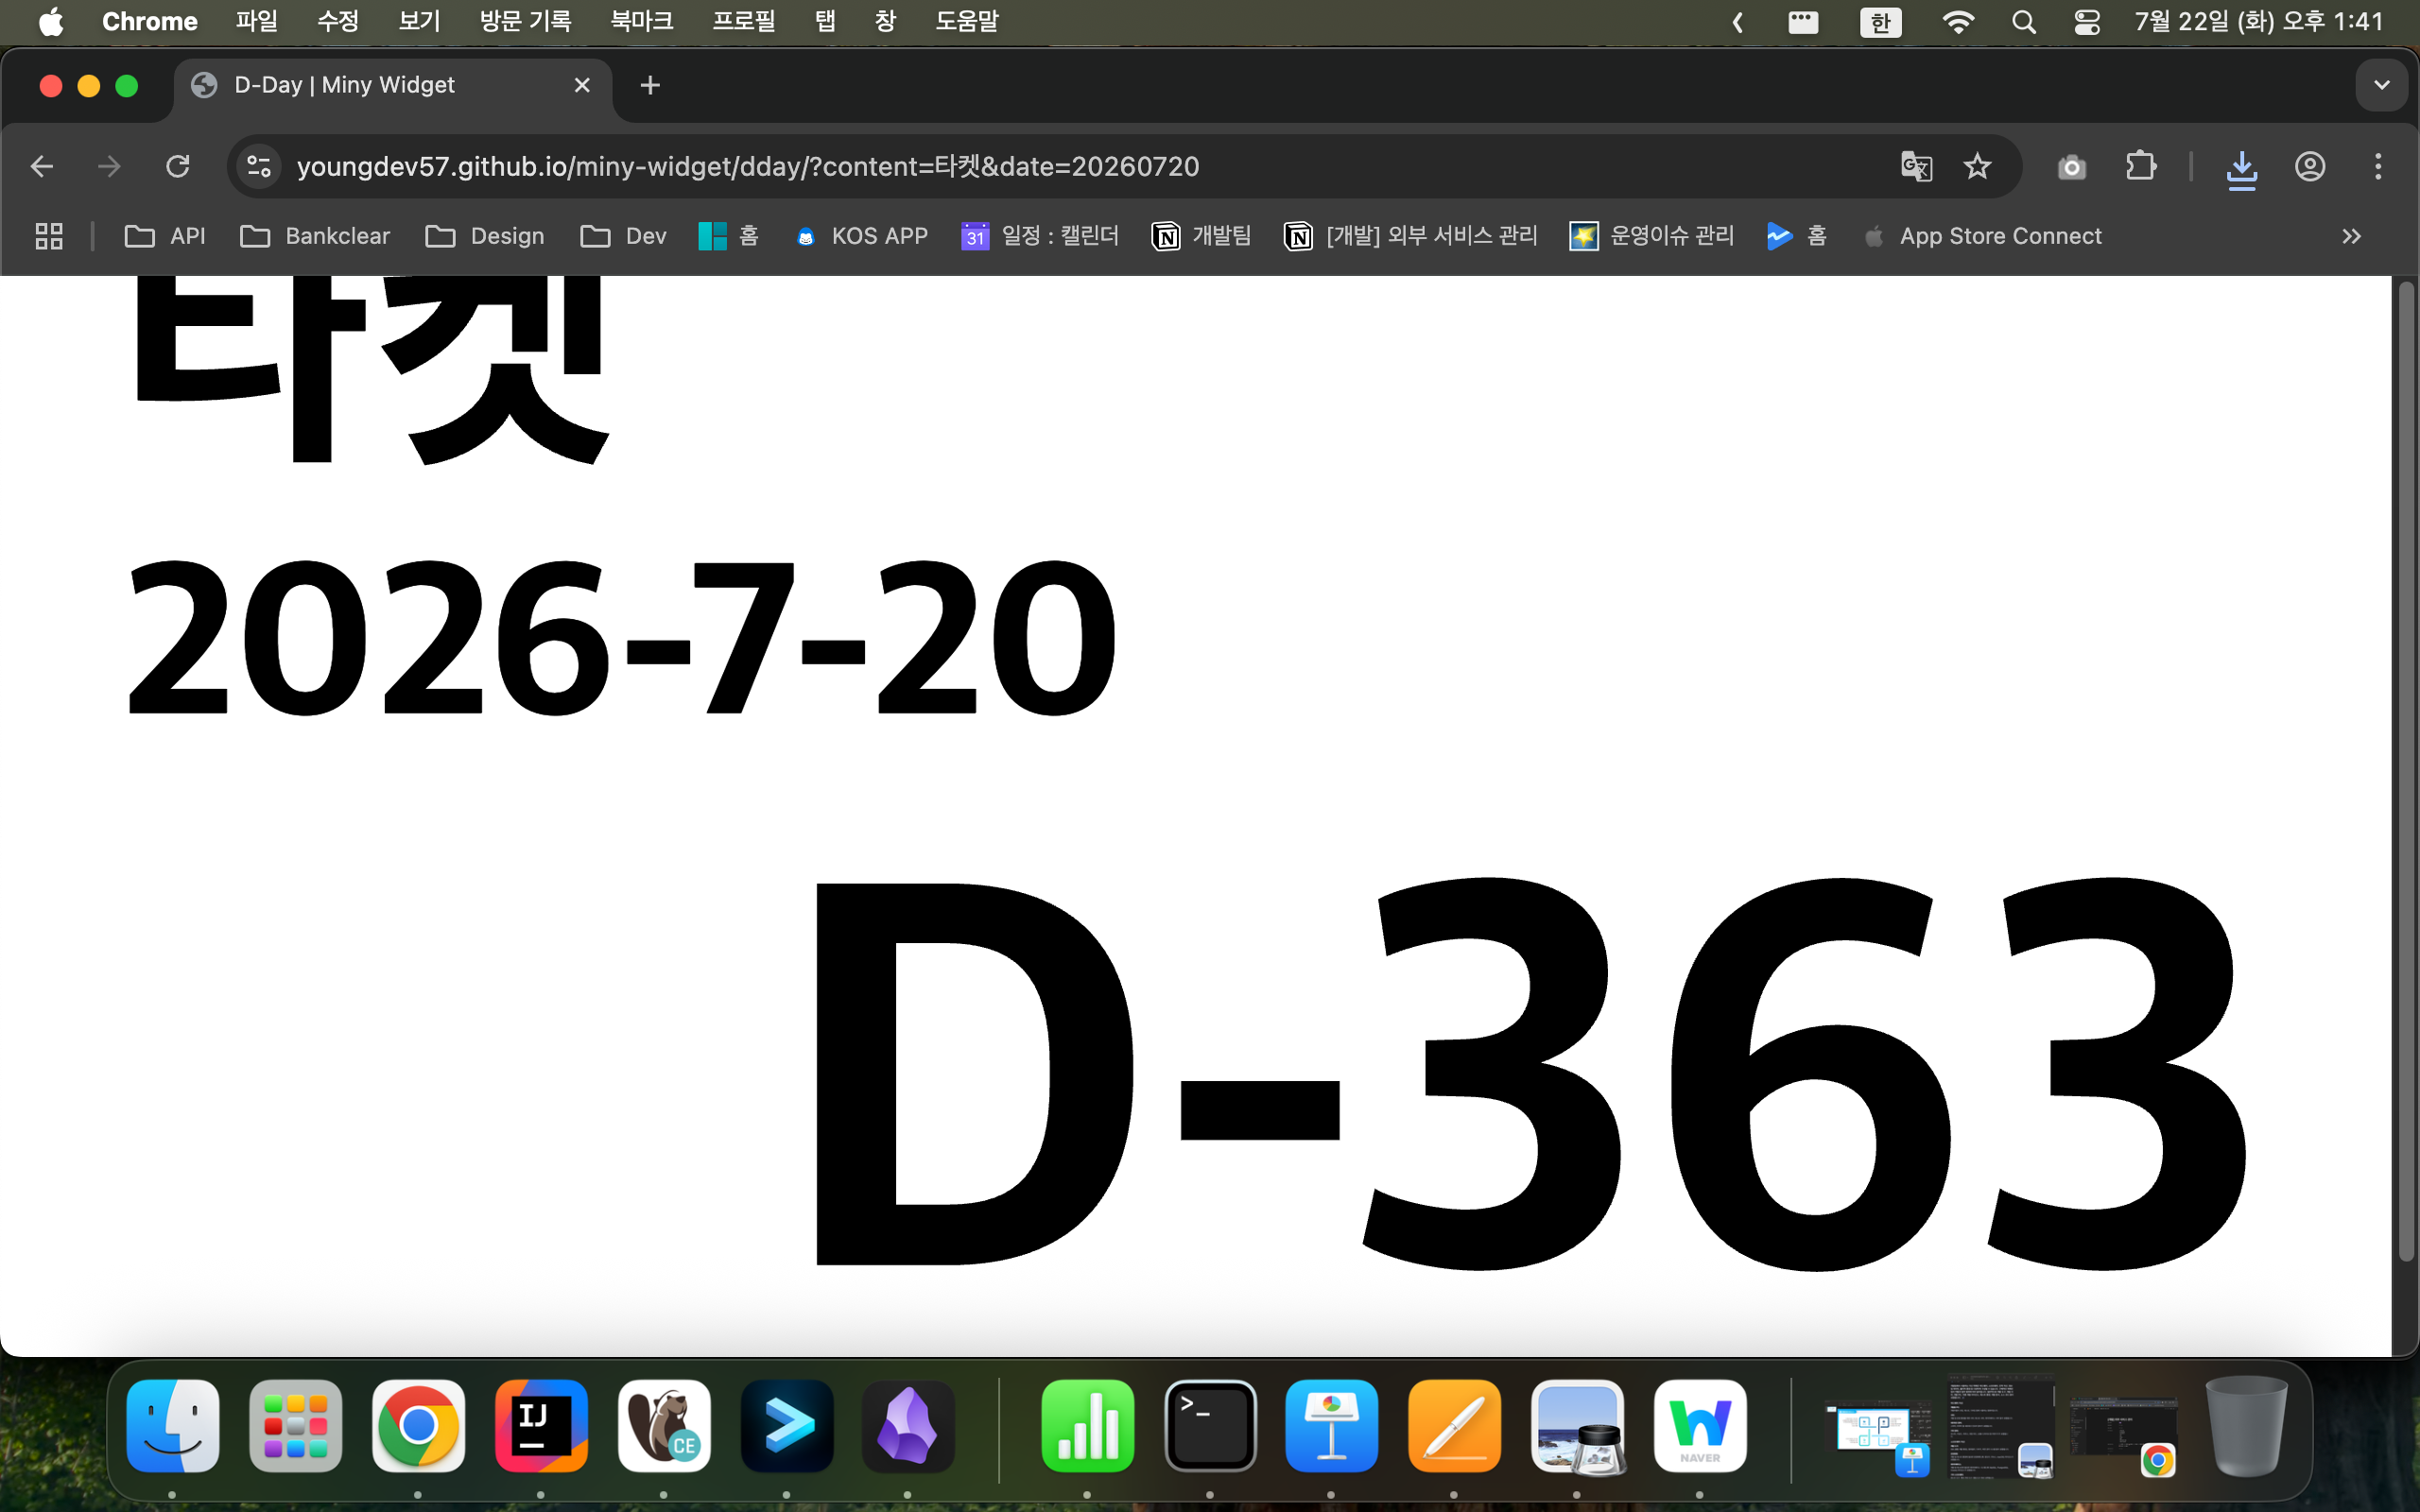 Chrome 파일 수정 보기 방문 기록 북마크 프로필 탭 창 도움말 한 7월 22일 (화) 오후 1:41
D-Day | Miny Widget
youngdev57.github.io/miny-widget/dday/?content=타켓&date=20260720
API Bankclear Design Dev 홈 31 KOS APP 일정 : 캘린더 개발팀 [개발] 외부 서비스 관리 운영이슈 관리 홈 App Store Connect
타켓
2026-7-20
D-363
IJ CE >_ NAVER